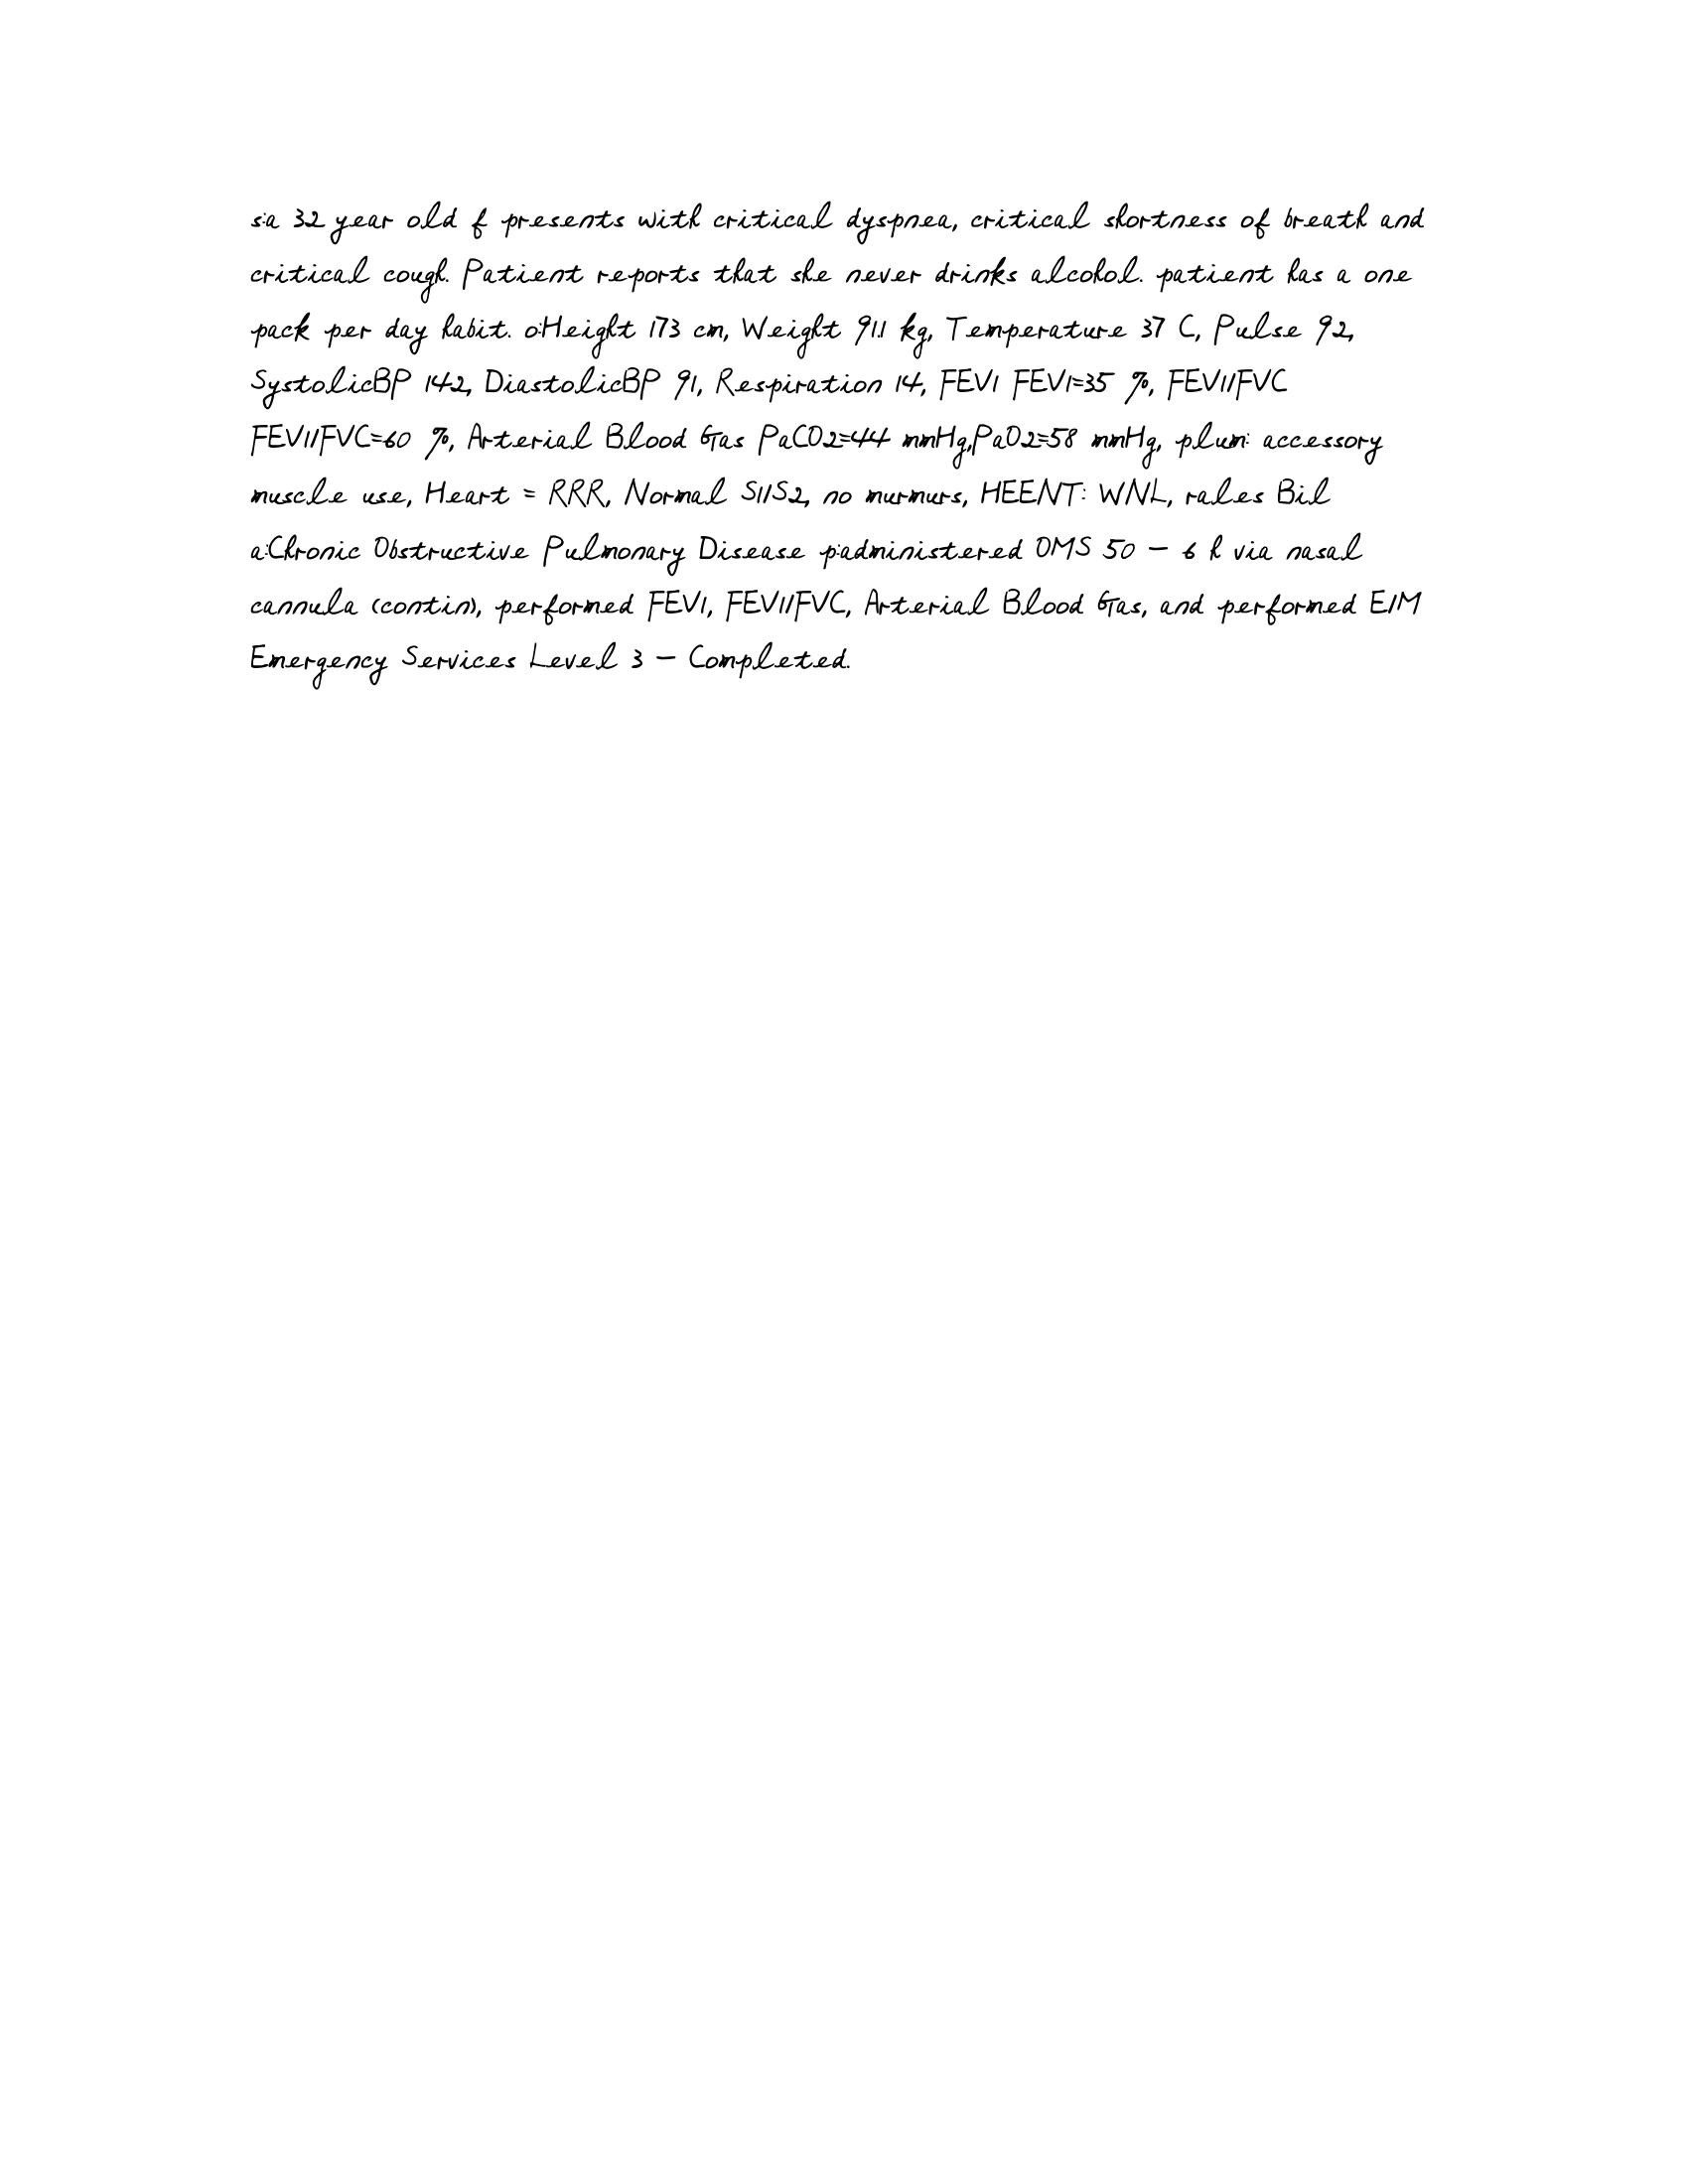 s:a 32 year old f presents with critical dyspnea, critical shortness of breath and
critical cough. Patient reports that she never drinks alcohol. patient has a one
pack per day habit. o:Height 173 cm, Weight 91.1 kg, Temperature 37 C, Pulse 92,
SystolicBP 142, DiastolicBP 91, Respiration 14, FEV1 FEV1=35 %, FEV1/FVC
FEV1/FVC=60 %, Arterial Blood Gas PaCO2=44 mmHg,PaO2=58 mmHg, plum: accessory
muscle use, Heart = RRR, Normal S1/S2, no murmurs, HEENT: WNL, rales Bil
a:Chronic Obstructive Pulmonary Disease p:administered OMS 50 – 6 h via nasal
cannula (contin), performed FEV1, FEV1/FVC, Arterial Blood Gas, and performed E/M
Emergency Services Level 3 – Completed.